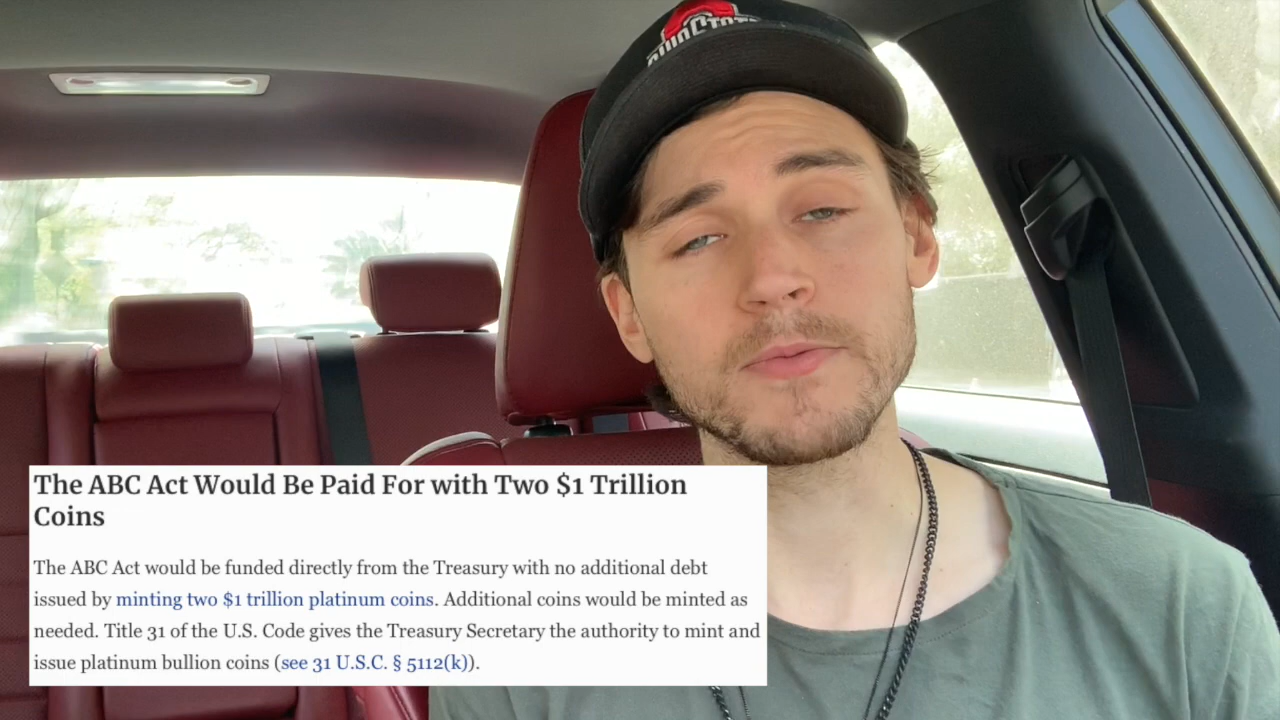 OHIO STATE
The ABC Act Would Be Paid For with Two $1 Trillion
Coins
The ABC Act would be funded directly from the Treasury with no additional debt
issued by minting two $1 trillion platinum coins. Additional coins would be minted as
needed. Title 31 of the U.S. Code gives the Treasury Secretary the authority to mint and
issue platinum bullion coins (see 31 U.S.C. § 5112(k)).